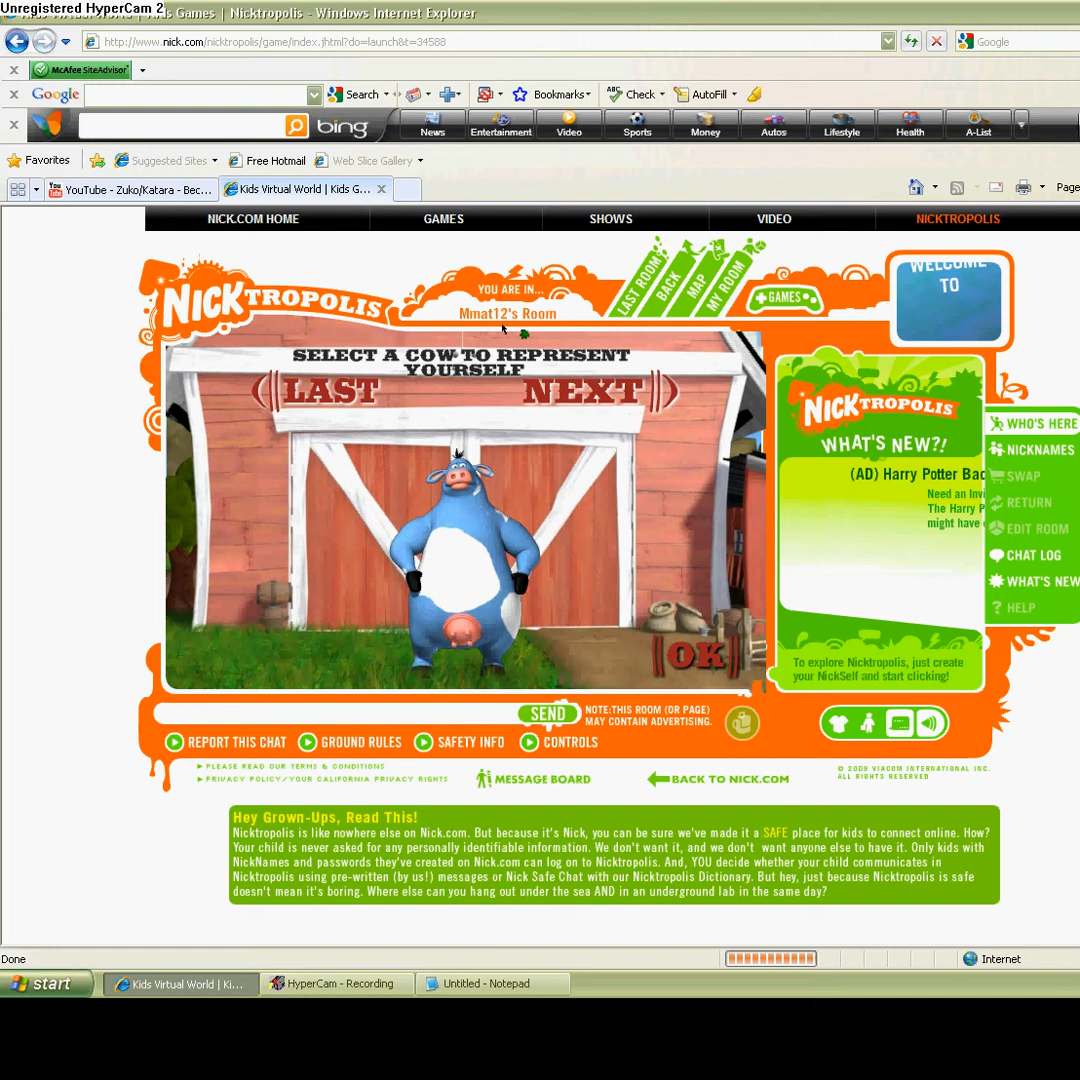 Unregistered HyperCam 2
Kids Games | Nicktropolis - Windows Internet Explorer
http://www.nick.com/nicktropolis/game/index.jhtml?do=launch&t=34588
Google
McAfee SiteAdvisor
Google
Search
Bookmarks
Check
AutoFill
bing
News
Entertainment
Video
Sports
Money
Autos
Lifestyle
Health
A-List
Favorites
Suggested Sites
Free Hotmail
Web Slice Gallery
YouTube - Zuko/Katara - Bec...
Kids Virtual World | Kids G...
Page
NICK.COM HOME
GAMES
SHOWS
VIDEO
NICKTROPOLIS
NICKTROPOLIS
YOU ARE IN...
Mmat12's Room
LAST ROOM
BACK
MAP
MY ROOM
GAMES
WELCOME
TO
SELECT A COW TO REPRESENT
YOURSELF
LAST
NEXT
OK
NICKTROPOLIS
WHAT'S NEW?!
(AD) Harry Potter Bac
Need an Invi
The Harry P
might have
WHO'S HERE
NICKNAMES
SWAP
RETURN
EDIT ROOM
CHAT LOG
WHAT'S NEW
HELP
To explore Nicktropolis, just create
your NickSelf and start clicking!
SEND
NOTE:THIS ROOM (OR PAGE)
MAY CONTAIN ADVERTISING.
REPORT THIS CHAT
GROUND RULES
SAFETY INFO
CONTROLS
PLEASE READ OUR TERMS & CONDITIONS
PRIVACY POLICY/YOUR CALIFORNIA PRIVACY RIGHTS
MESSAGE BOARD
BACK TO NICK.COM
© 2009 VIACOM INTERNATIONAL INC.
ALL RIGHTS RESERVED
Hey Grown-Ups, Read This!
Nicktropolis is like nowhere else on Nick.com. But because it's Nick, you can be sure we've made it a SAFE place for kids to connect online. How?
Your child is never asked for any personally identifiable information. We don't want it, and we don't want anyone else to have it. Only kids with
NickNames and passwords they've created on Nick.com can log on to Nicktropolis. And, YOU decide whether your child communicates in
Nicktropolis using pre-written (by us!) messages or Nick Safe Chat with our Nicktropolis Dictionary. But hey, just because Nicktropolis is safe
doesn't mean it's boring. Where else can you hang out under the sea AND in an underground lab in the same day?
Done
Internet
start
Kids Virtual World | Ki...
HyperCam - Recording
Untitled - Notepad